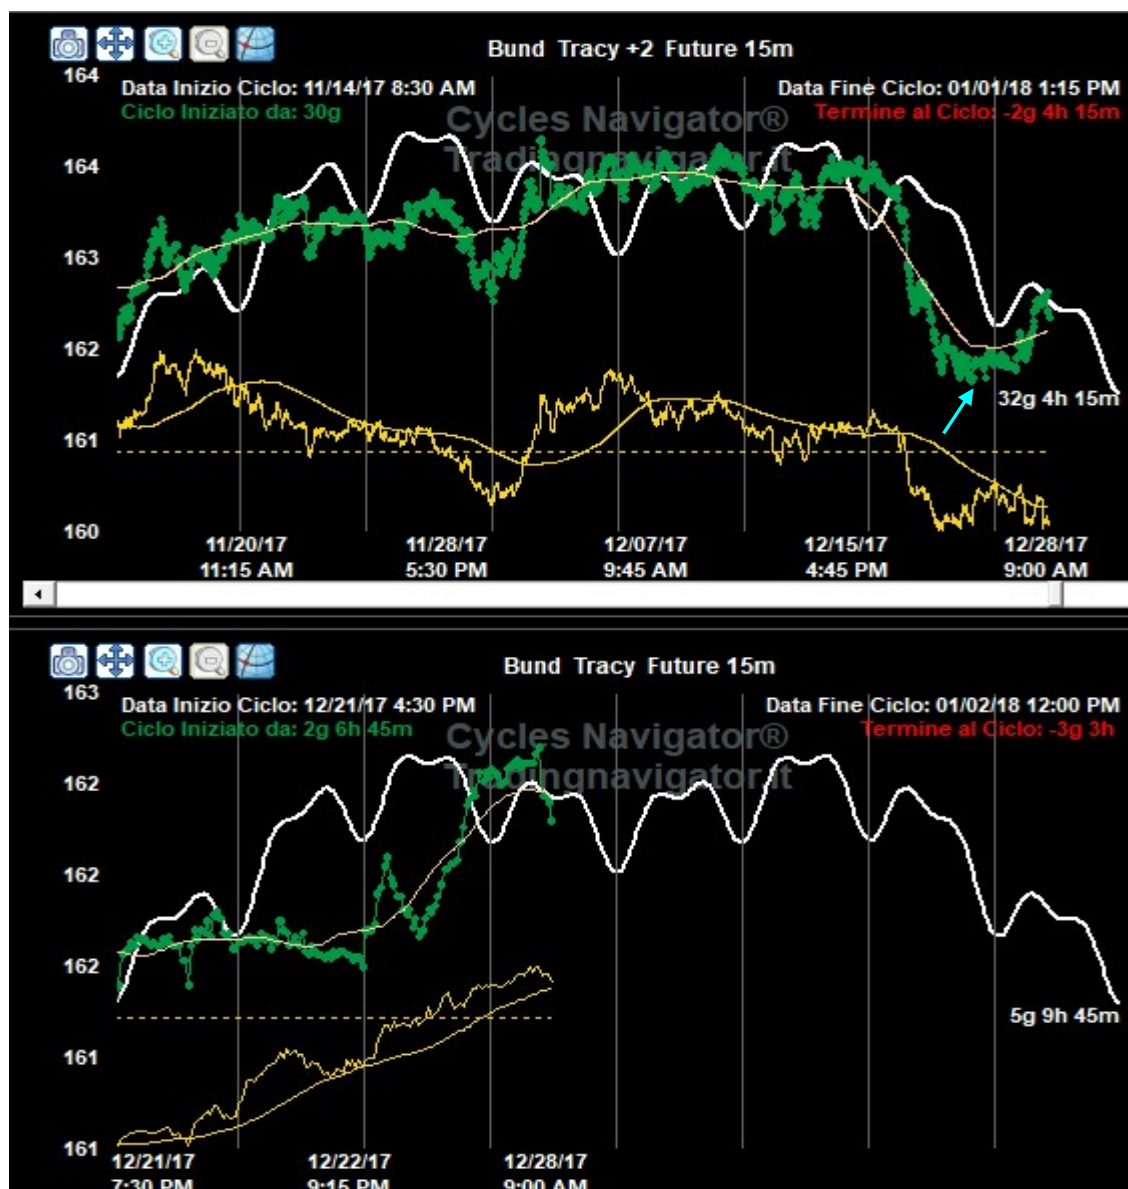 Bund Tracy +2 Future 15m
164
Data Inizio Ciclo: 11/14/17 8:30 AM
Data Fine Ciclo: 01/01/18 1:15 PM
Ciclo Iniziato da: 30g
Termine al Ciclo: -2g 4h 15m
Cycles Navigator®
Tradingnavigator.it
164
163
162
32g 4h 15m
161
160
11/20/17 11/28/17 12/07/17 12/15/17 12/28/17
11:15 AM 5:30 PM 9:45 AM 4:45 PM 9:00 AM
Bund Tracy Future 15m
163
Data Inizio Ciclo: 12/21/17 4:30 PM
Data Fine Ciclo: 01/02/18 12:00 PM
Ciclo Iniziato da: 2g 6h 45m
Termine al Ciclo: -3g 3h
Cycles Navigator®
Tradingnavigator.it
162
162
162
5g 9h 45m
161
161
12/21/17 12/22/17 12/28/17
7:30 PM 9:15 PM 9:00 AM